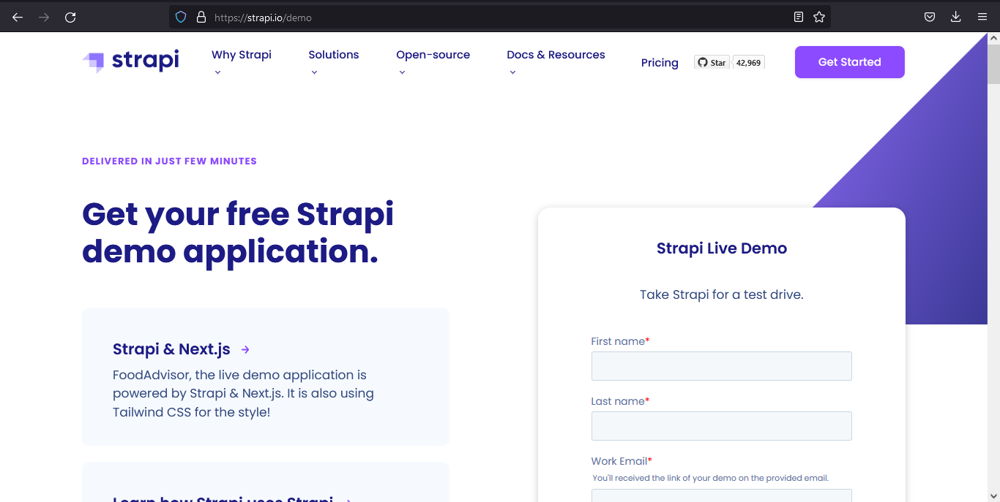 https://strapi.io/demo
strapi
Why Strapi
Solutions
Open-source
Docs & Resources
Pricing
Star
42,969
Get Started
DELIVERED IN JUST FEW MINUTES
Get your free Strapi
demo application.
Strapi & Next.js →
FoodAdvisor, the live demo application is
powered by Strapi & Next.js. It is also using
Tailwind CSS for the style!
Learn how Strapi uses Strapi
Strapi Live Demo
Take Strapi for a test drive.
First name*
Last name*
Work Email*
You'll received the link of your demo on the provided email.